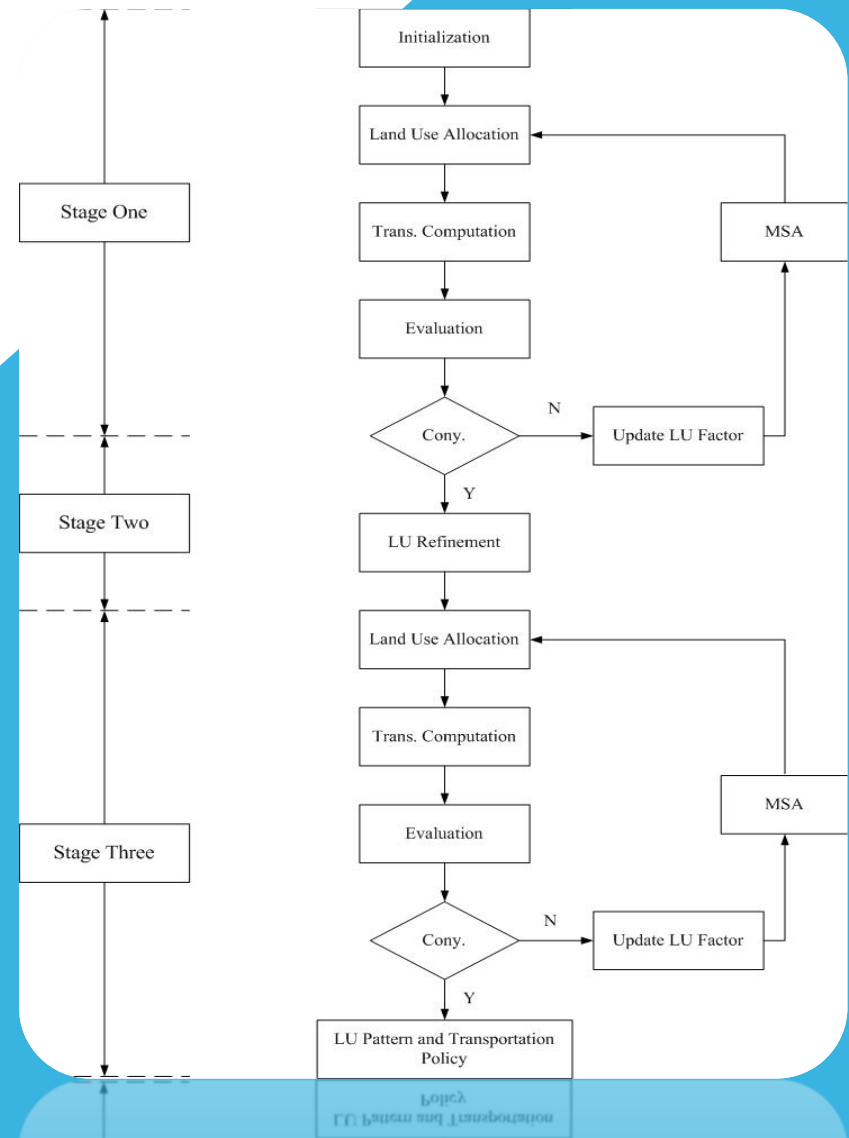 Initialization
Land Use Allocation
Stage One
Trans. Computation
MSA
Evaluation
N
Cony.
Update LU Factor
Y
Stage Two
LU Refinement
Land Use Allocation
Trans. Computation
MSA
Evaluation
Stage Three
N
Cony.
Update LU Factor
Y
LU Pattern and Transportation
Policy